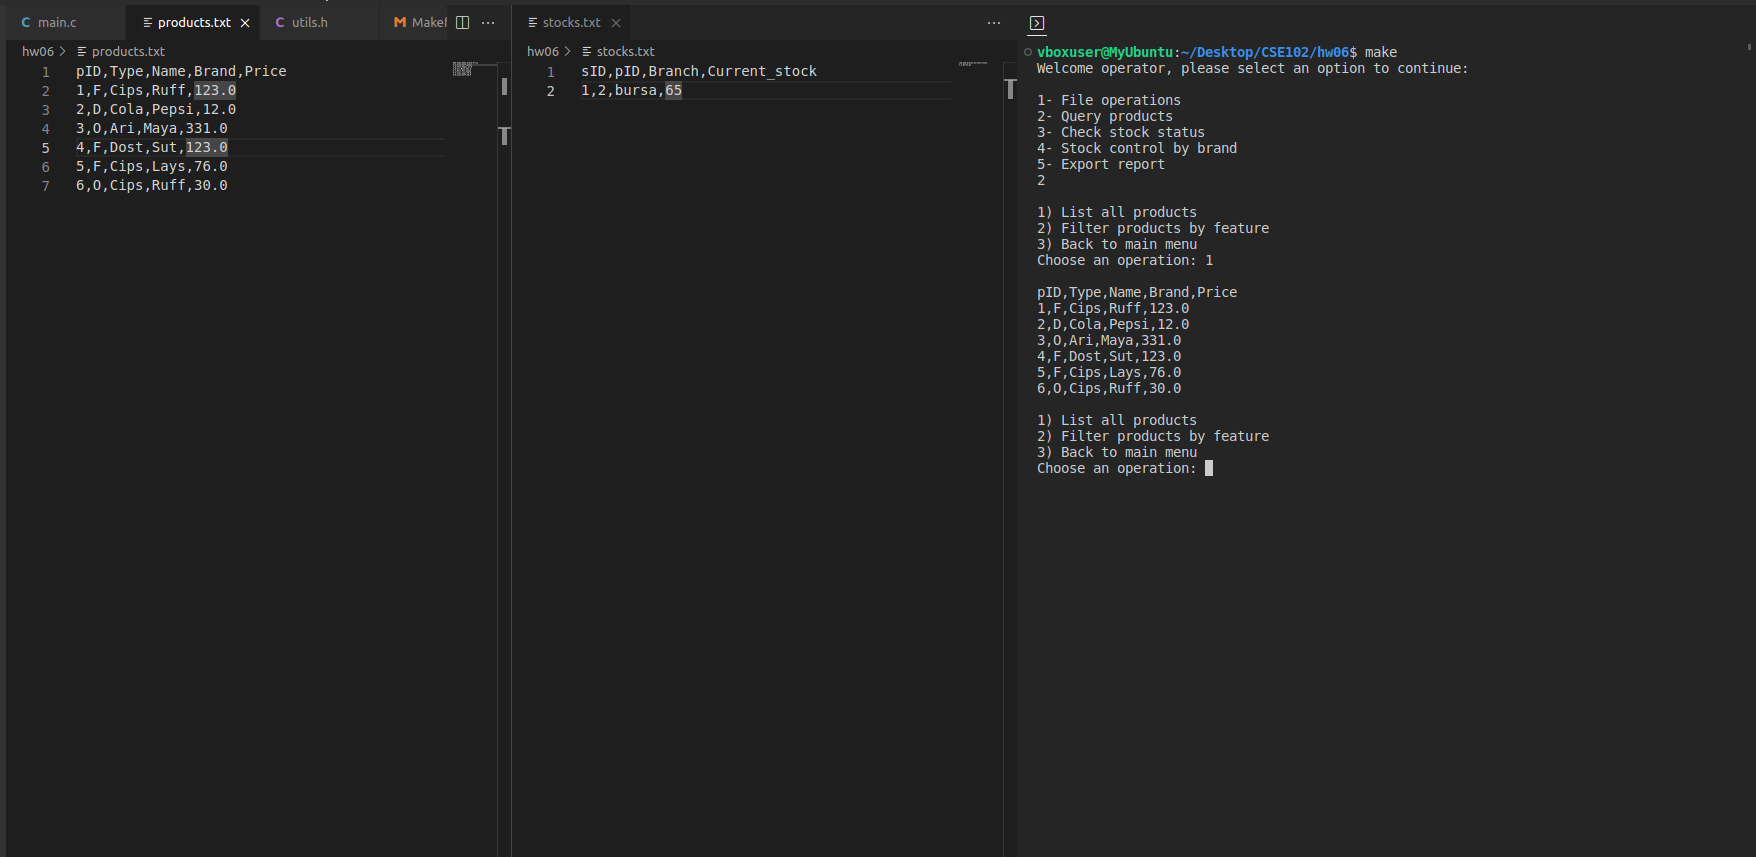 main.c
products.txt
utils.h
Makef
hw06
products.txt
1 pID,Type,Name,Brand,Price
2 1,F,Cips,Ruff,123.0
3 2,D,Cola,Pepsi,12.0
4 3,O,Ari,Maya,331.0
5 4,F,Dost,Sut,123.0
6 5,F,Cips,Lays,76.0
7 6,O,Cips,Ruff,30.0
stocks.txt
hw06
stocks.txt
1 sID,pID,Branch,Current_stock
2 1,2,bursa,65
vboxuser@MyUbuntu:~/Desktop/CSE102/hw06$ make
Welcome operator, please select an option to continue:
1- File operations
2- Query products
3- Check stock status
4- Stock control by brand
5- Export report
2
1) List all products
2) Filter products by feature
3) Back to main menu
Choose an operation: 1
pID,Type,Name,Brand,Price
1,F,Cips,Ruff,123.0
2,D,Cola,Pepsi,12.0
3,O,Ari,Maya,331.0
4,F,Dost,Sut,123.0
5,F,Cips,Lays,76.0
6,O,Cips,Ruff,30.0
1) List all products
2) Filter products by feature
3) Back to main menu
Choose an operation: